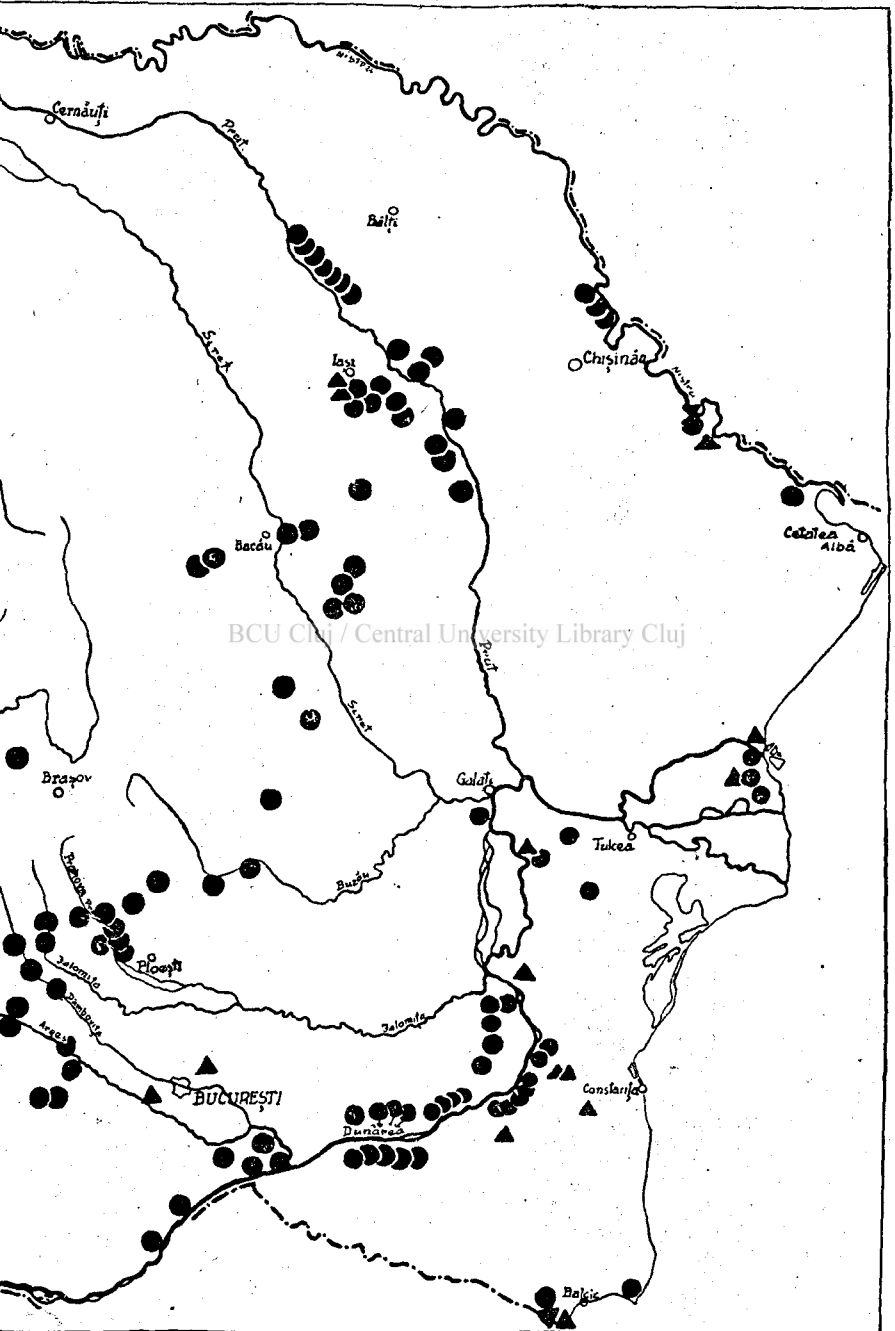 Nistru
Cernăuți
Prut.
Bălți
Siret
Iași
Chișinău
Nistru
Bacău
Cetatea
Albă
BCU Cluj / Central University Library Cluj
Prut
Siret
Brașov
Galați
Tulcea
Buzău
Prahova
Ploești
Ialomița
Dambovița
Argeș
Ialomița
BUCUREȘTI
Constanța
Dunărea
Balcic